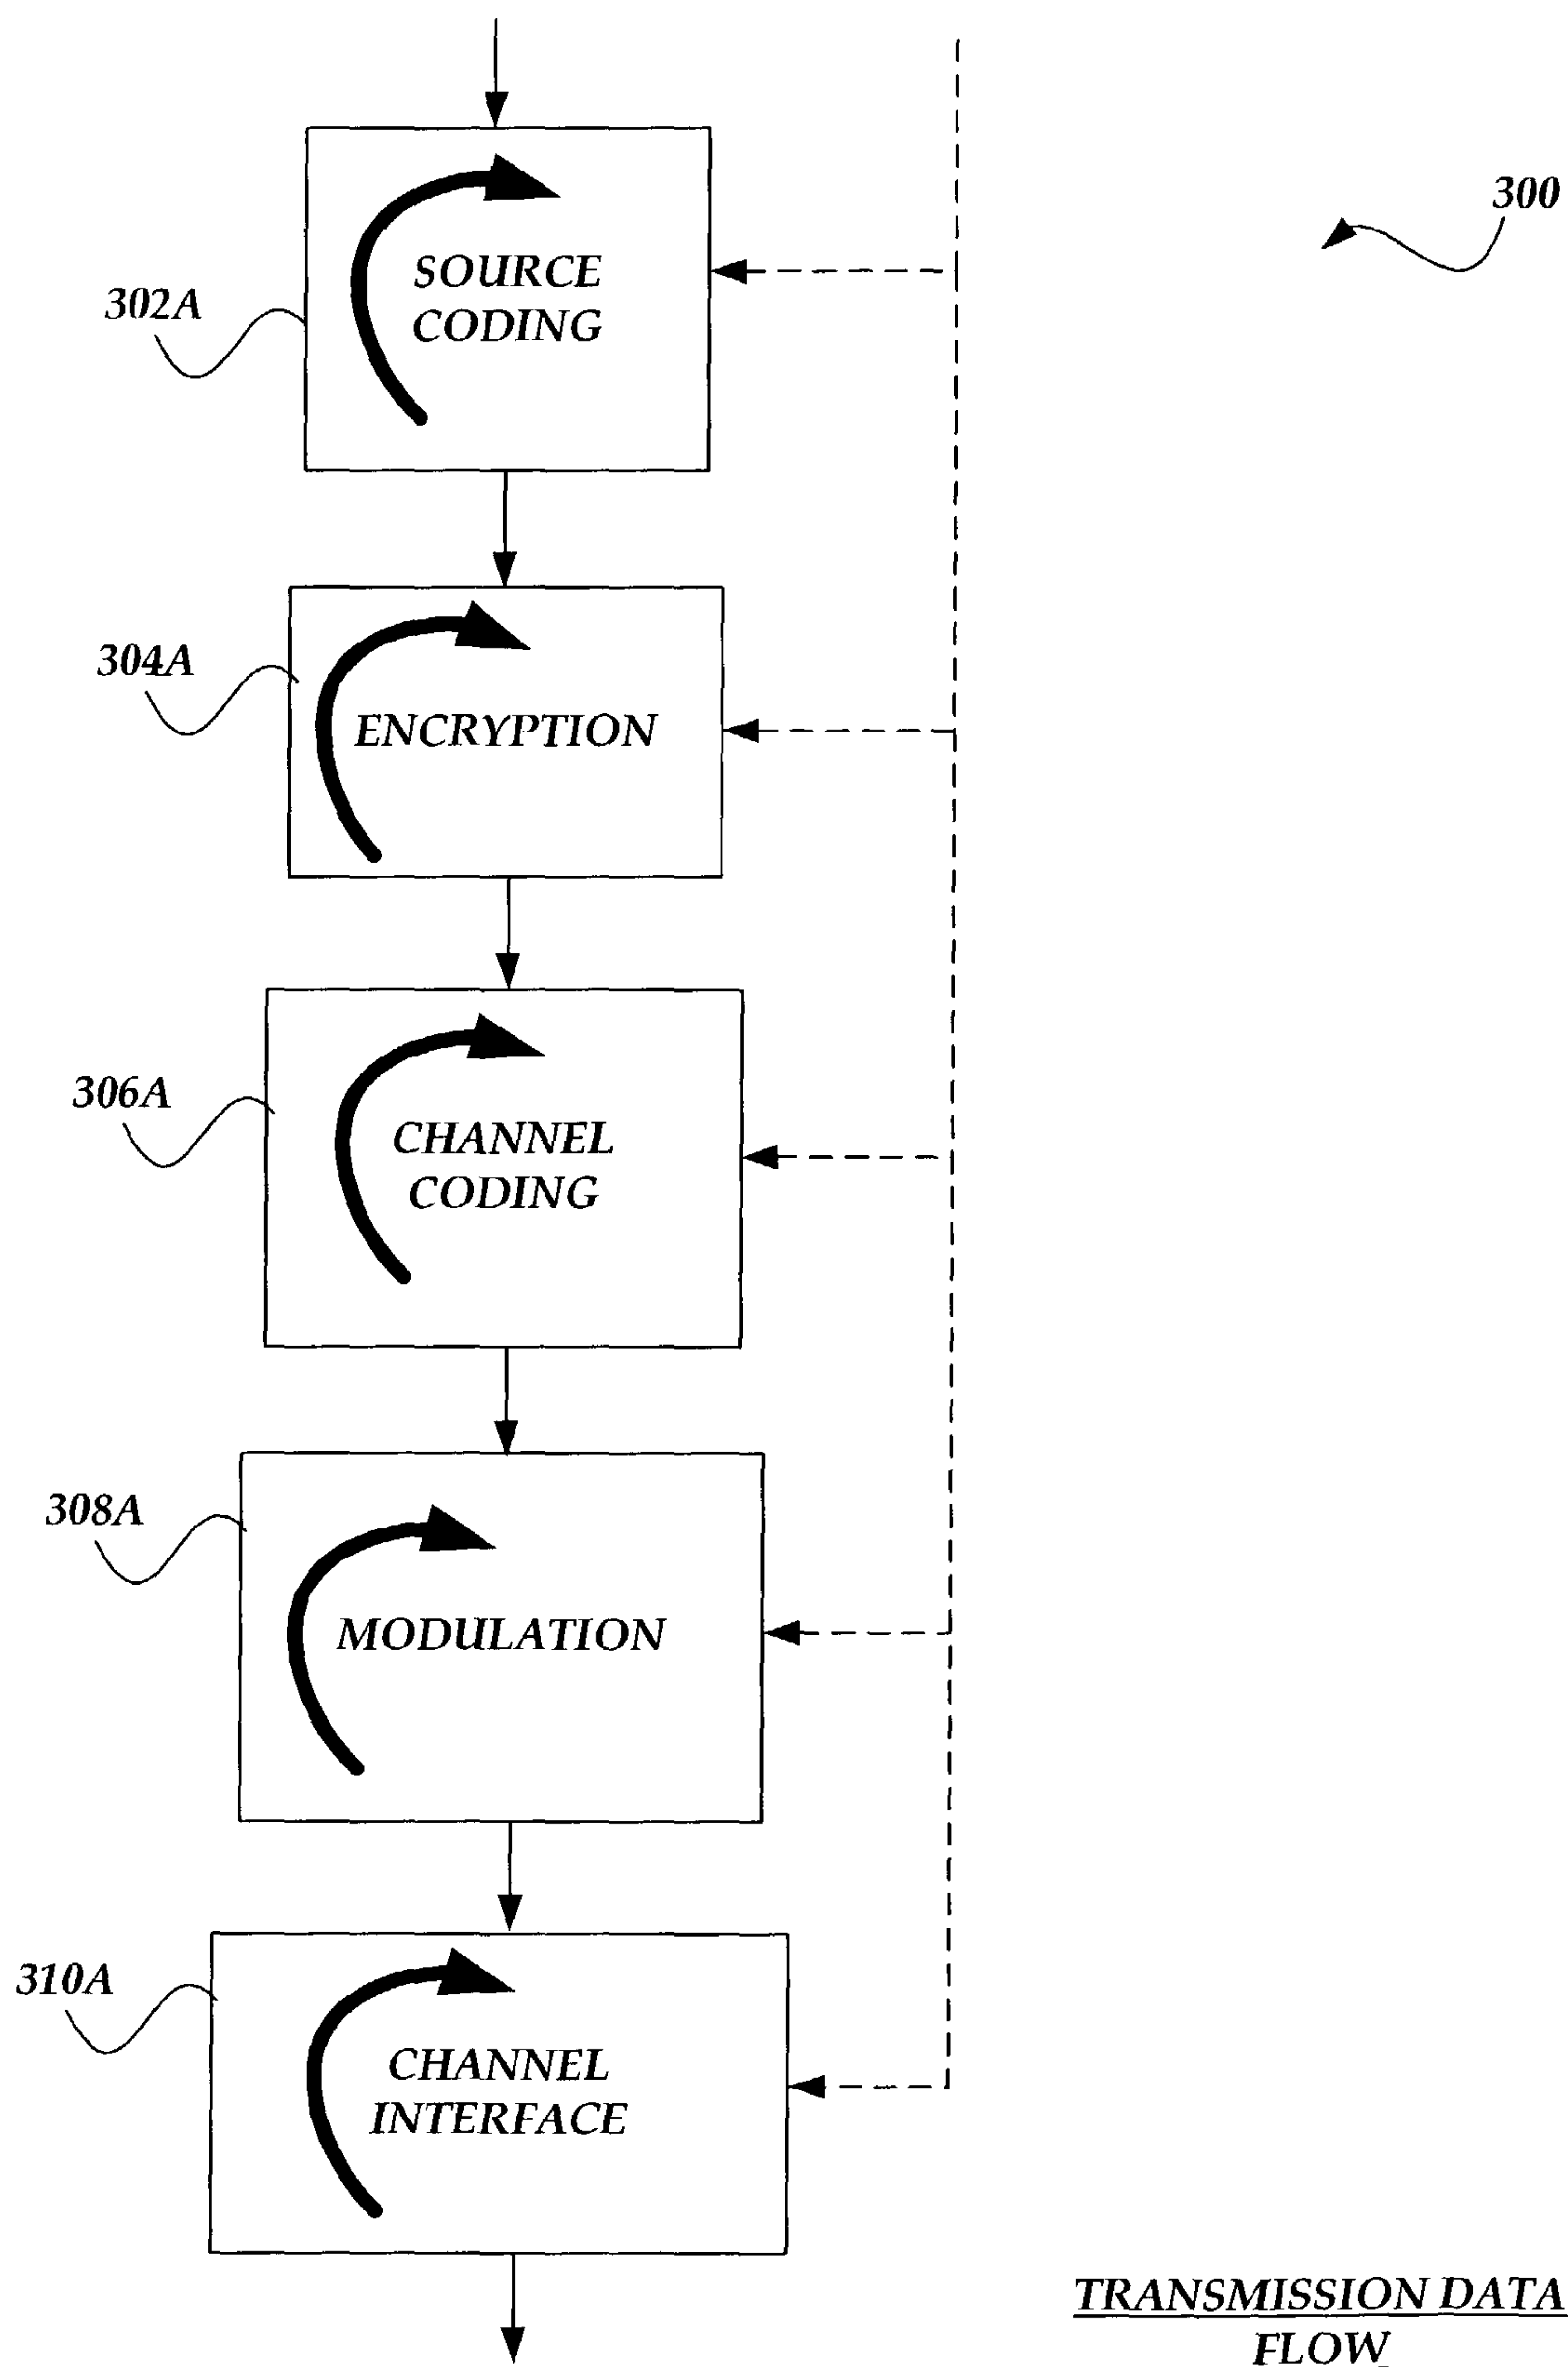 300
302A
SOURCE
CODING
304A
ENCRYPTION
306A
CHANNEL
CODING
308A
MODULATION
310A
CHANNEL
INTERFACE
TRANSMISSION DATA
FLOW